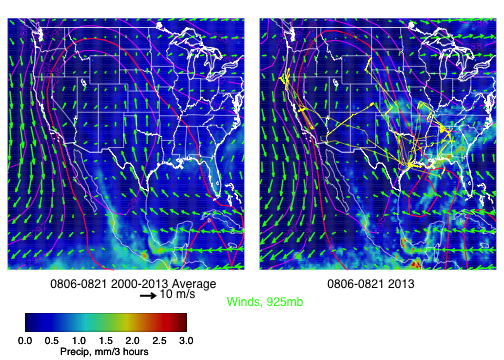 0806-0821 2000-2013 Average
0806-0821 2013
10 m/s
Winds, 925mb
0.0 0.5 1.0 1.5 2.0 2.5 3.0
Precip, mm/3 hours